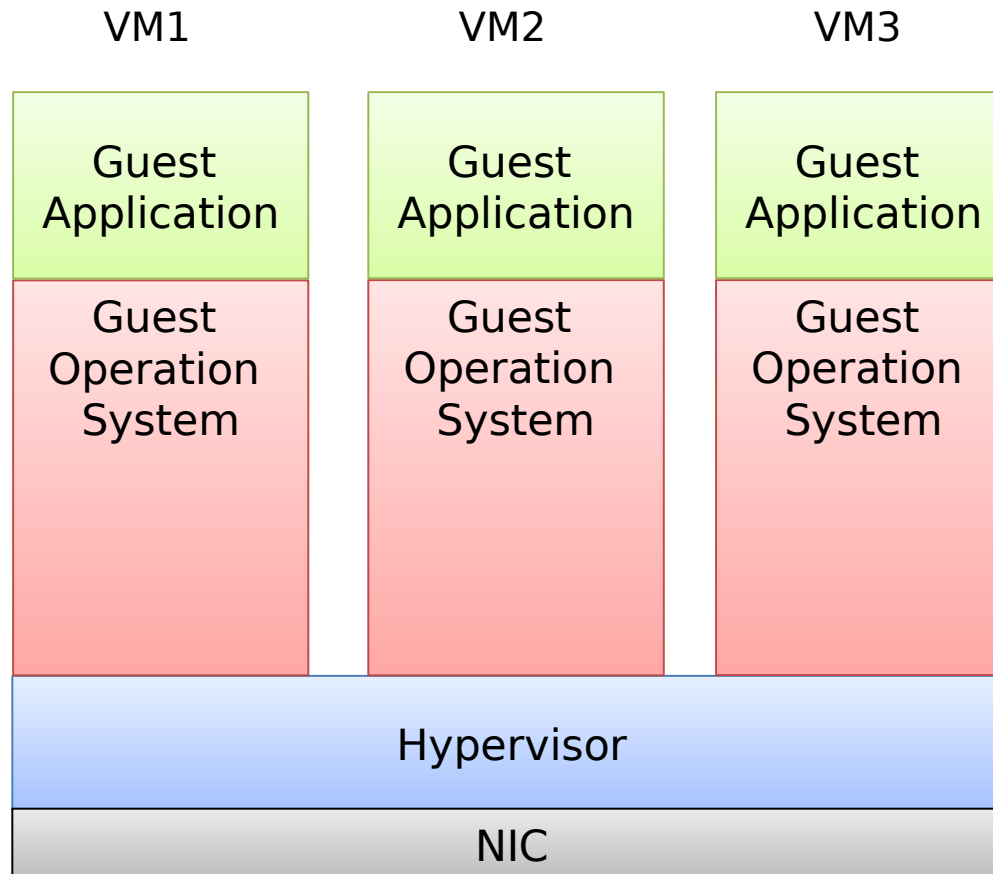 VM1
VM2
VM3
Guest
Application
Guest
Application
Guest
Application
Guest
Operation
System
Guest
Operation
System
Guest
Operation
System
Hypervisor
NIC